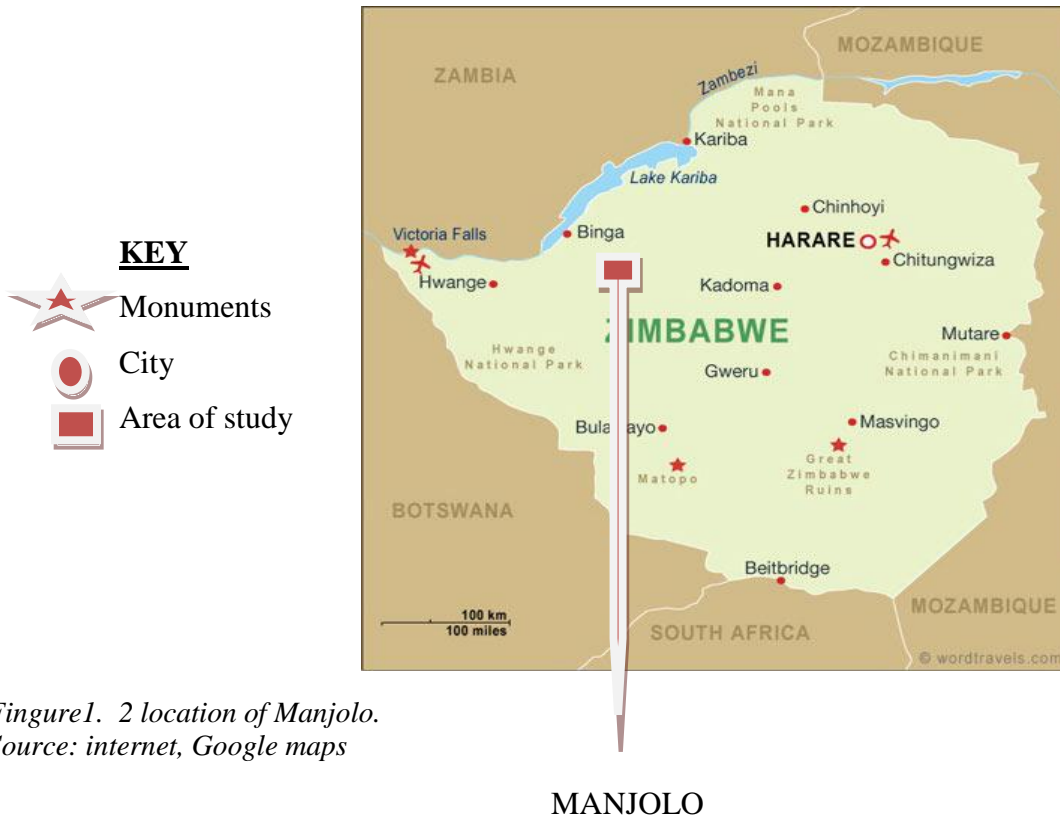 MOZAMBIQUE
ZAMBIA
Zambezi
Mana
Pools
National Park
Kariba
Lake Kariba
Chinhoyi
Victoria Falls
Binga
HARARE
KEY
Chitungwiza
Hwange
Kadoma
Monuments
ZIMBABWE
Mutare
Hwange
National Park
Chimanimani
National Park
City
Gweru
Area of study
Masvingo
Bula ayo
Great
Zimbabwe
Ruins
Matopo
BOTSWANA
Beitbridge
MOZAMBIQUE
100 km
100 miles
SOUTH AFRICA
© wordtravels.com
Fingure1. 2 location of Manjolo.
Source: internet, Google maps
MANJOLO